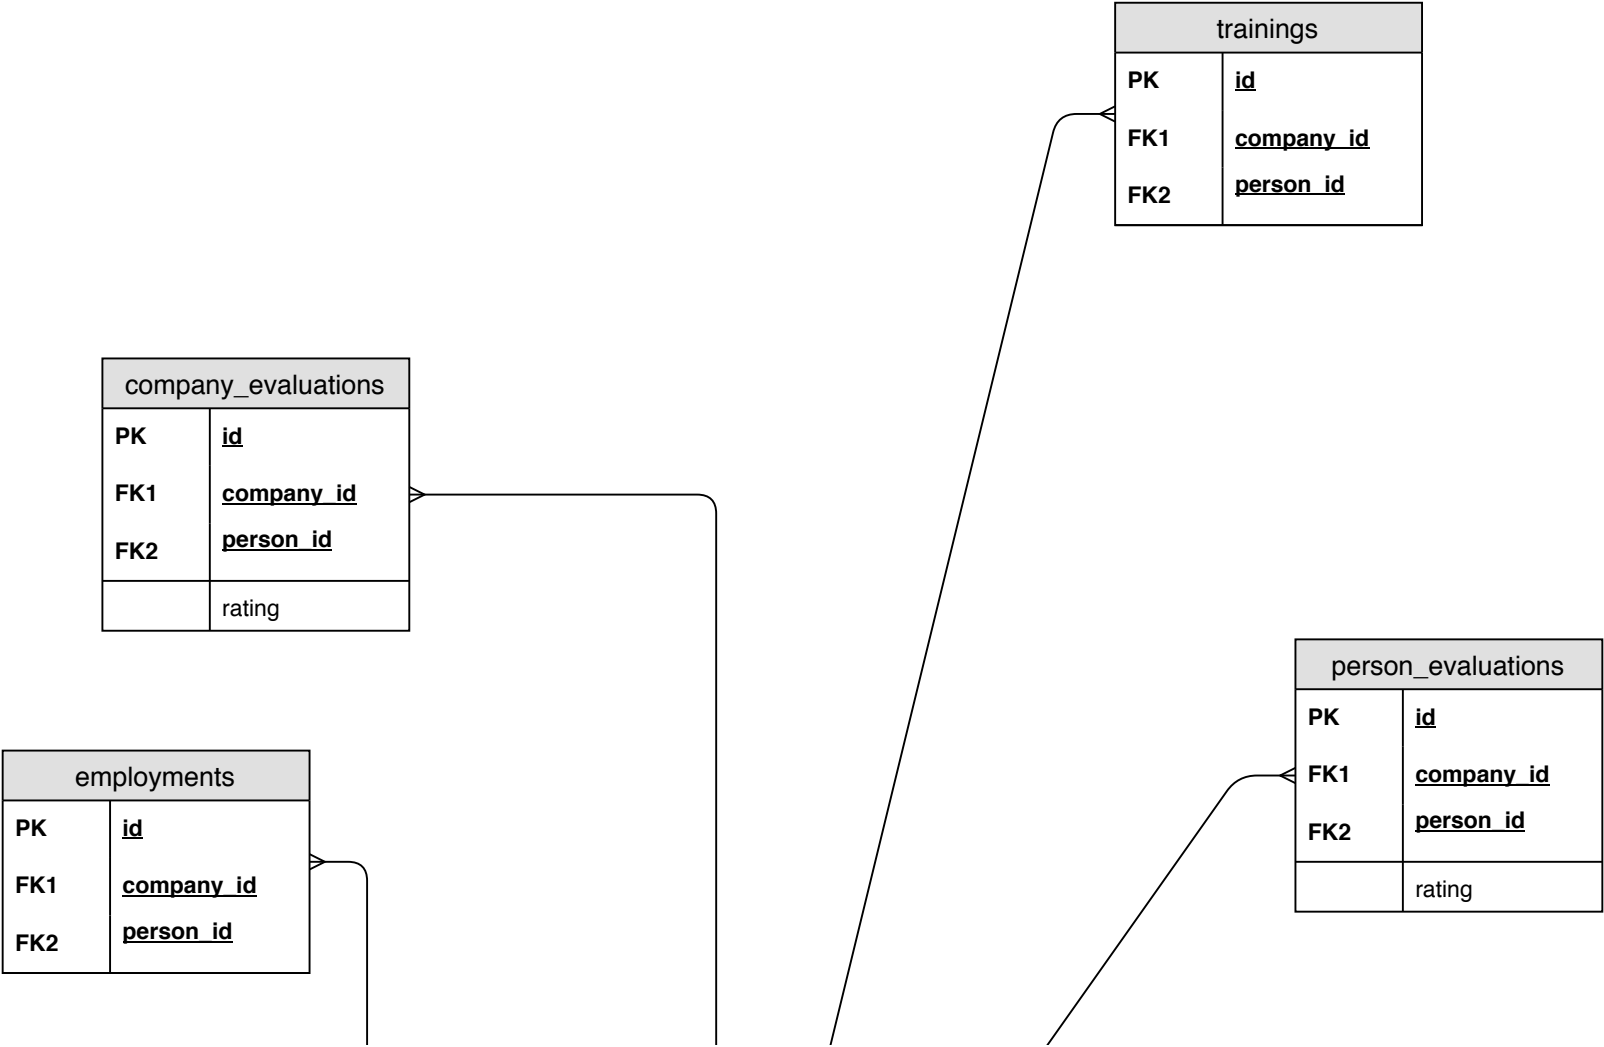 trainings
PK id
FK1 company_id
FK2 person_id
company_evaluations
PK id
FK1 company_id
FK2 person_id
rating
person_evaluations
PK id
FK1 company_id
FK2 person_id
rating
employments
PK id
FK1 company_id
FK2 person_id